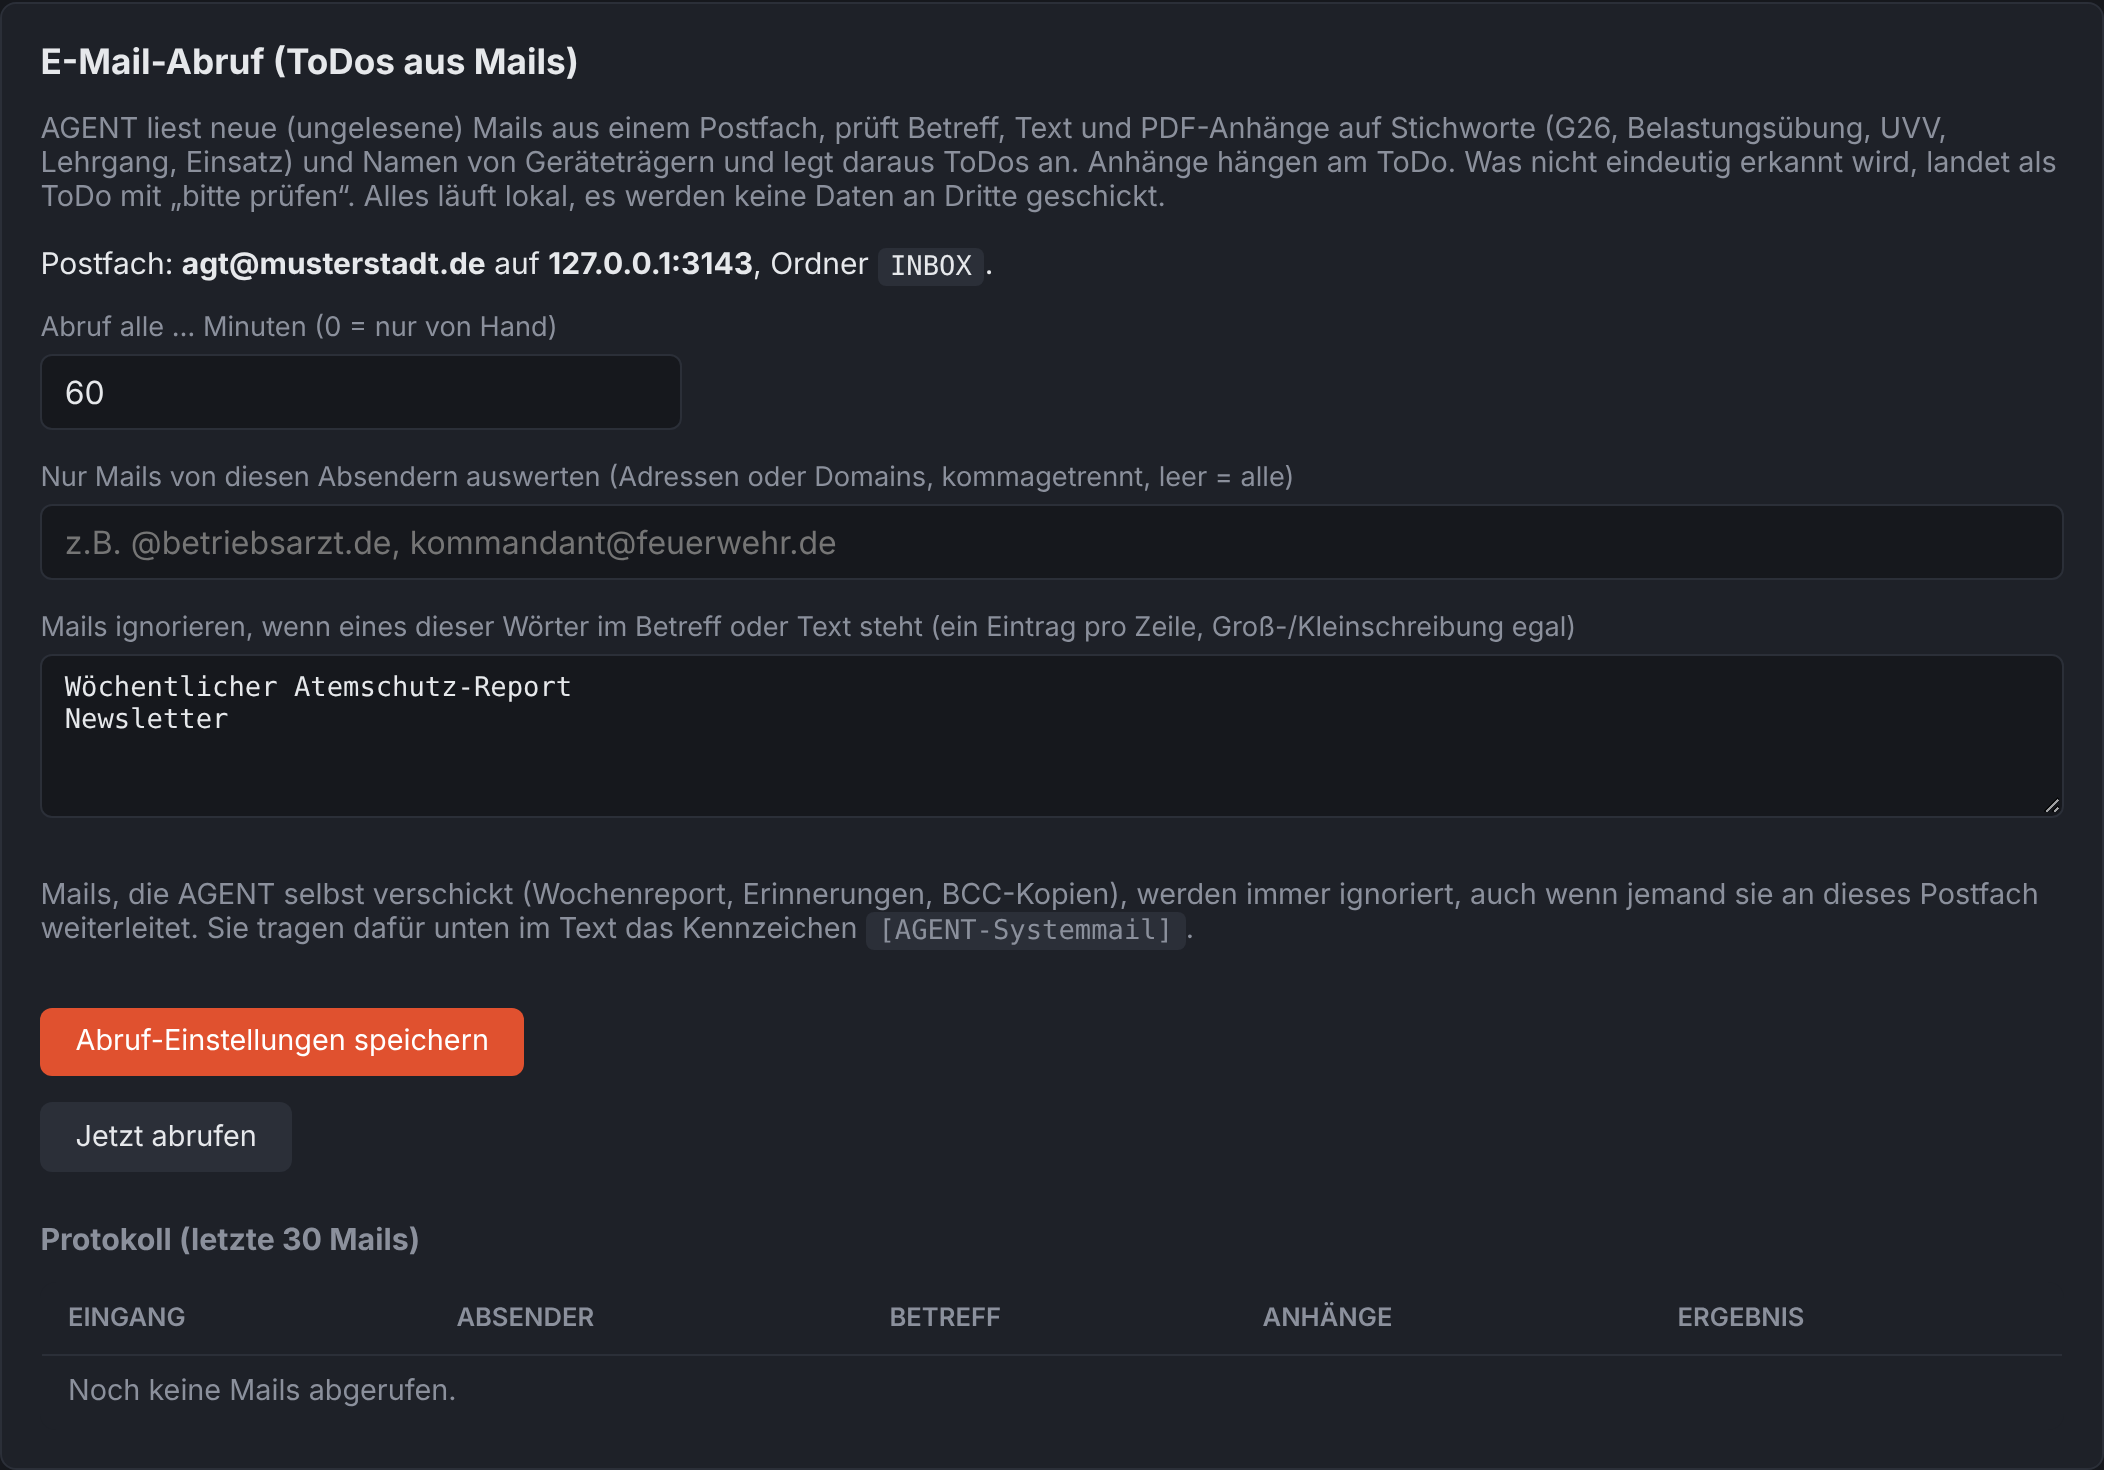 E-Mail-Abruf (ToDos aus Mails)
AGENT liest neue (ungelesene) Mails aus einem Postfach, prüft Betreff, Text und PDF-Anhänge auf Stichworte (G26, Belastungsübung, UVV,
Lehrgang, Einsatz) und Namen von Geräteträgern und legt daraus ToDos an. Anhänge hängen am ToDo. Was nicht eindeutig erkannt wird, landet als
ToDo mit „bitte prüfen“. Alles läuft lokal, es werden keine Daten an Dritte geschickt.
Postfach: agt@musterstadt.de auf 127.0.0.1:3143, Ordner INBOX.
Abruf alle ... Minuten (0 = nur von Hand)
60
Nur Mails von diesen Absendern auswerten (Adressen oder Domains, kommagetrennt, leer = alle)
z.B. @betriebsarzt.de, kommandant@feuerwehr.de
Mails ignorieren, wenn eines dieser Wörter im Betreff oder Text steht (ein Eintrag pro Zeile, Groß-/Kleinschreibung egal)
Wöchentlicher Atemschutz-Report
Newsletter
Mails, die AGENT selbst verschickt (Wochenreport, Erinnerungen, BCC-Kopien), werden immer ignoriert, auch wenn jemand sie an dieses Postfach
weiterleitet. Sie tragen dafür unten im Text das Kennzeichen [AGENT-Systemmail].
Abruf-Einstellungen speichern
Jetzt abrufen
Protokoll (letzte 30 Mails)
EINGANG ABSENDER BETREFF ANHÄNGE ERGEBNIS
Noch keine Mails abgerufen.